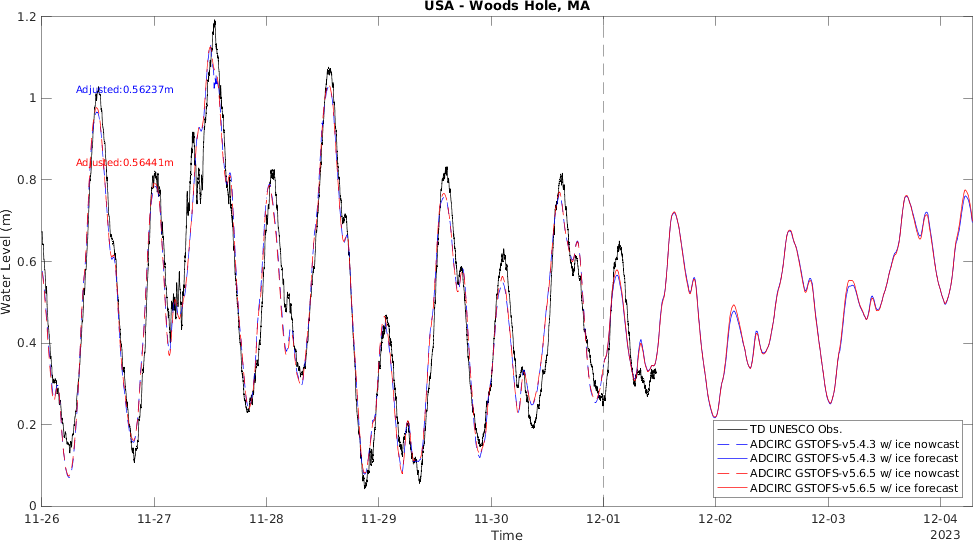 USA - Woods Hole, MA
1.2
1
0.8
0.6
0.4
0.2
0
Water Level (m)
Adjusted:0.56237m
Adjusted:0.56441m
TD UNESCO Obs.
ADCIRC GSTOFS-v5.4.3 w/ ice nowcast
ADCIRC GSTOFS-v5.4.3 w/ ice forecast
ADCIRC GSTOFS-v5.6.5 w/ ice nowcast
ADCIRC GSTOFS-v5.6.5 w/ ice forecast
11-26 11-27 11-28 11-29 11-30 12-01 12-02 12-03 12-04
Time
2023